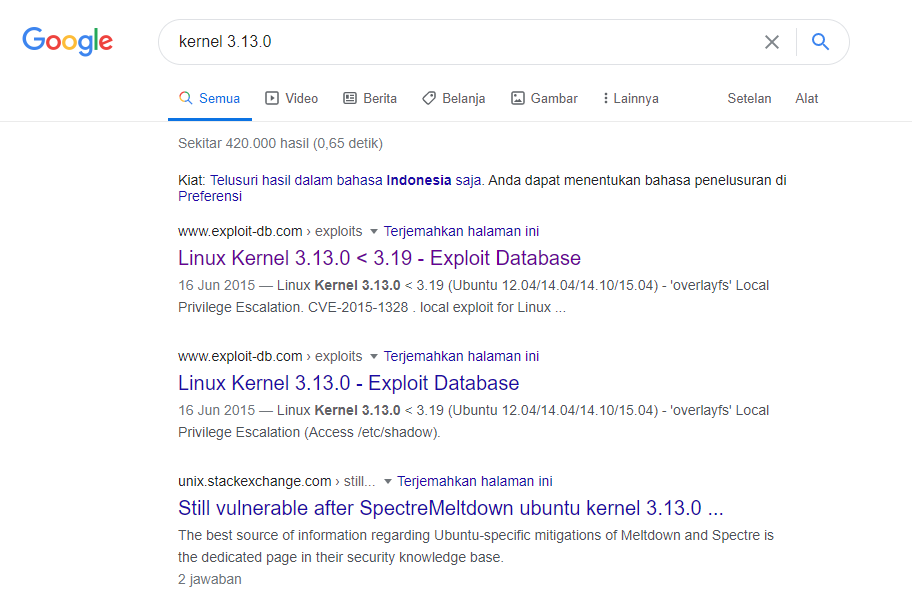 Google
kernel 3.13.0
Semua Video Berita Belanja Gambar Lainnya Setelan Alat
Sekitar 420.000 hasil (0,65 detik)
Kiat: Telusuri hasil dalam bahasa Indonesia saja. Anda dapat menentukan bahasa penelusuran di
Preferensi
www.exploit-db.com › exploits Terjemahkan halaman ini
Linux Kernel 3.13.0 < 3.19 - Exploit Database
16 Jun 2015 — Linux Kernel 3.13.0 < 3.19 (Ubuntu 12.04/14.04/14.10/15.04) - 'overlayfs' Local
Privilege Escalation. CVE-2015-1328 . local exploit for Linux ...
www.exploit-db.com › exploits Terjemahkan halaman ini
Linux Kernel 3.13.0 - Exploit Database
16 Jun 2015 — Linux Kernel 3.13.0 < 3.19 (Ubuntu 12.04/14.04/14.10/15.04) - 'overlayfs' Local
Privilege Escalation (Access /etc/shadow).
unix.stackexchange.com › still... Terjemahkan halaman ini
Still vulnerable after SpectreMeltdown ubuntu kernel 3.13.0 ...
The best source of information regarding Ubuntu-specific mitigations of Meltdown and Spectre is
the dedicated page in their security knowledge base.
2 jawaban